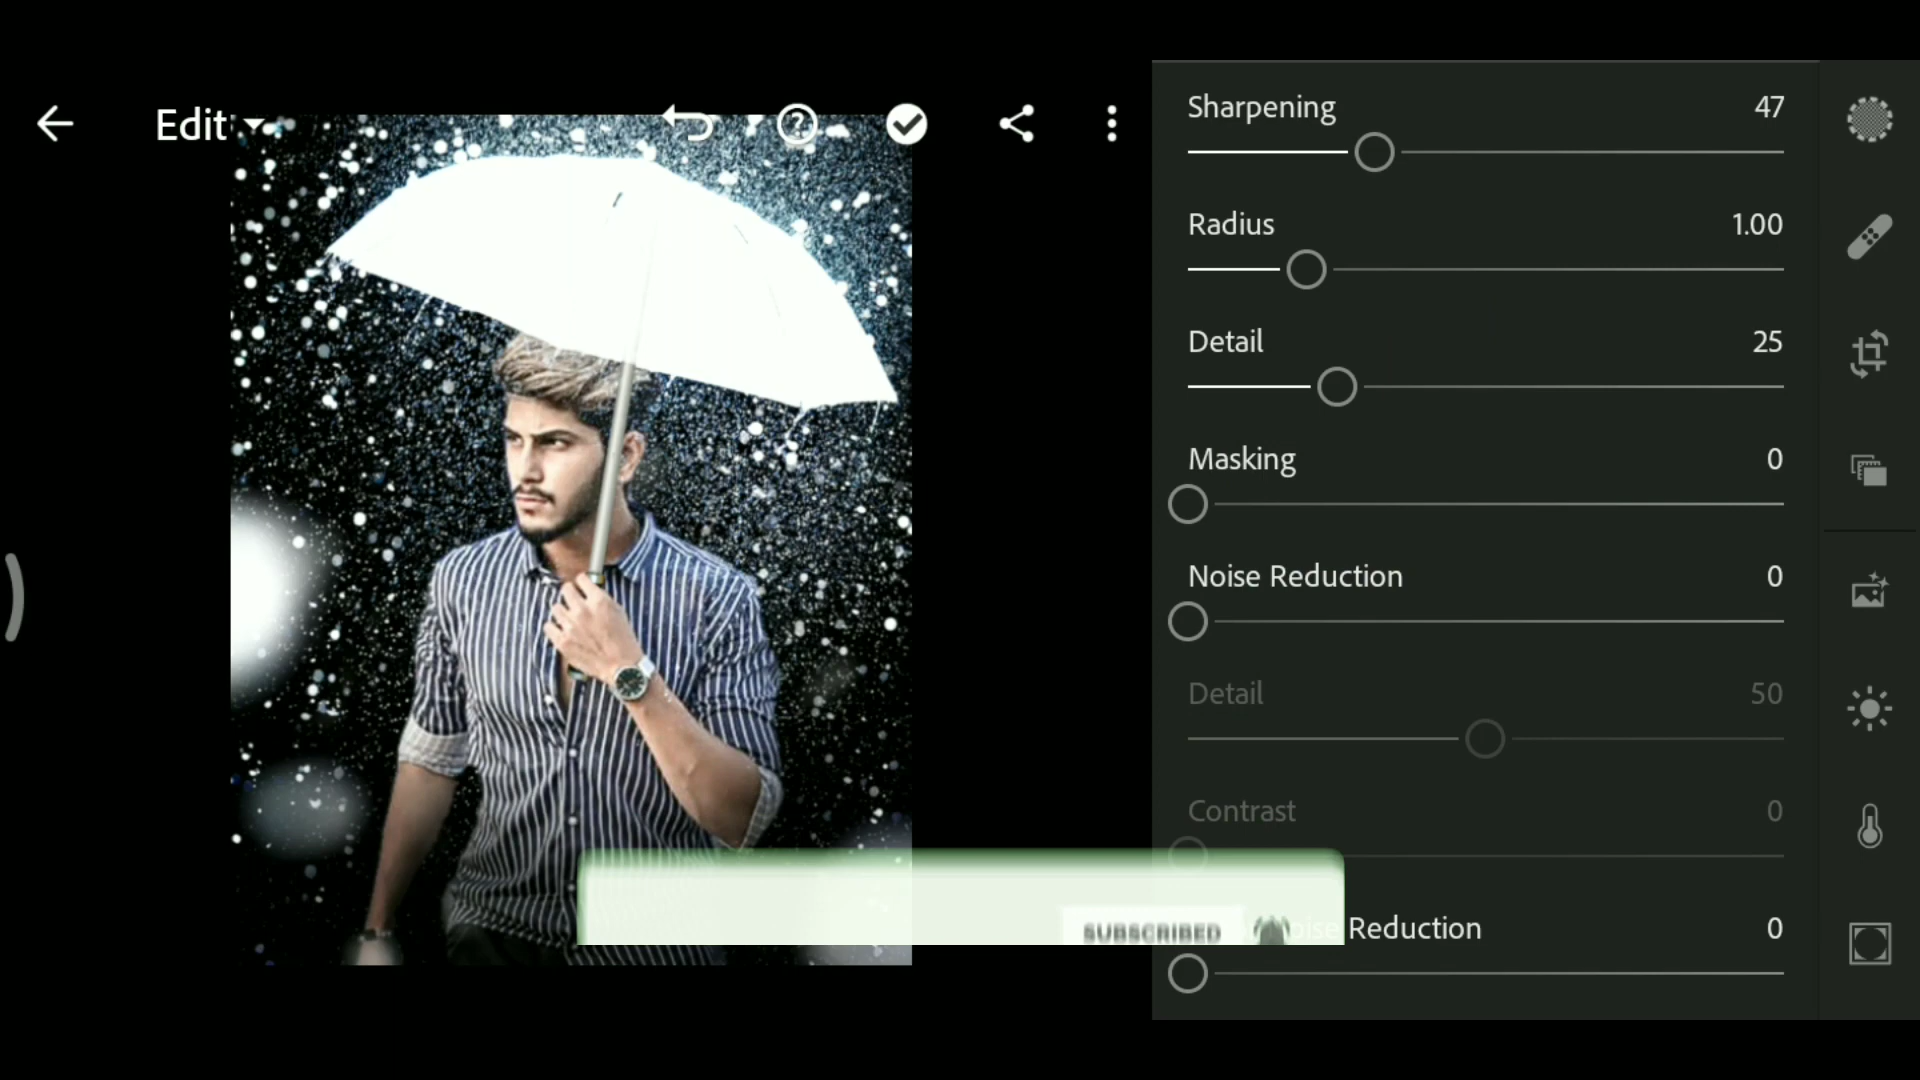 Edit
Sharpening 47
Radius 1.00
Detail 25
Masking 0
Noise Reduction 0
Detail 50
Contrast 0
SUBSCRIBED
Noise Reduction 0